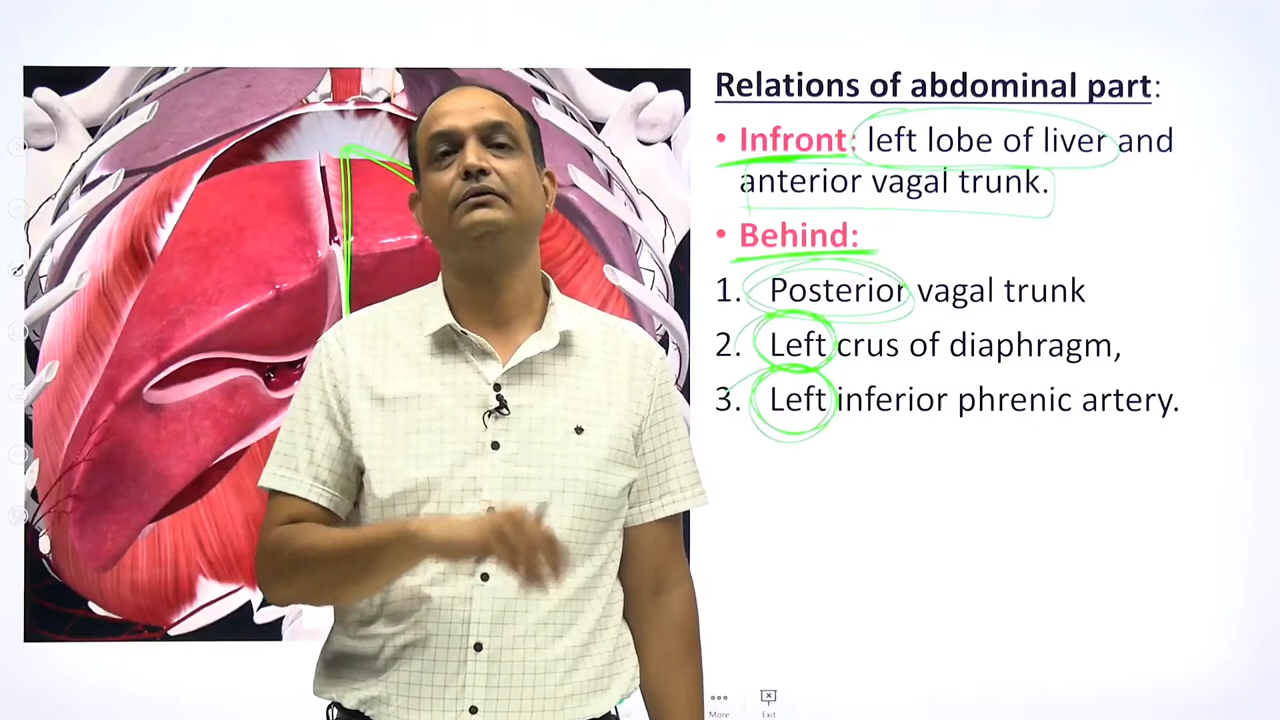 Relations of abdominal part:
• Infront: left lobe of liver and
anterior vagal trunk.
• Behind:
1. Posterior vagal trunk
2. Left crus of diaphragm,
3. Left inferior phrenic artery.
More
Exit